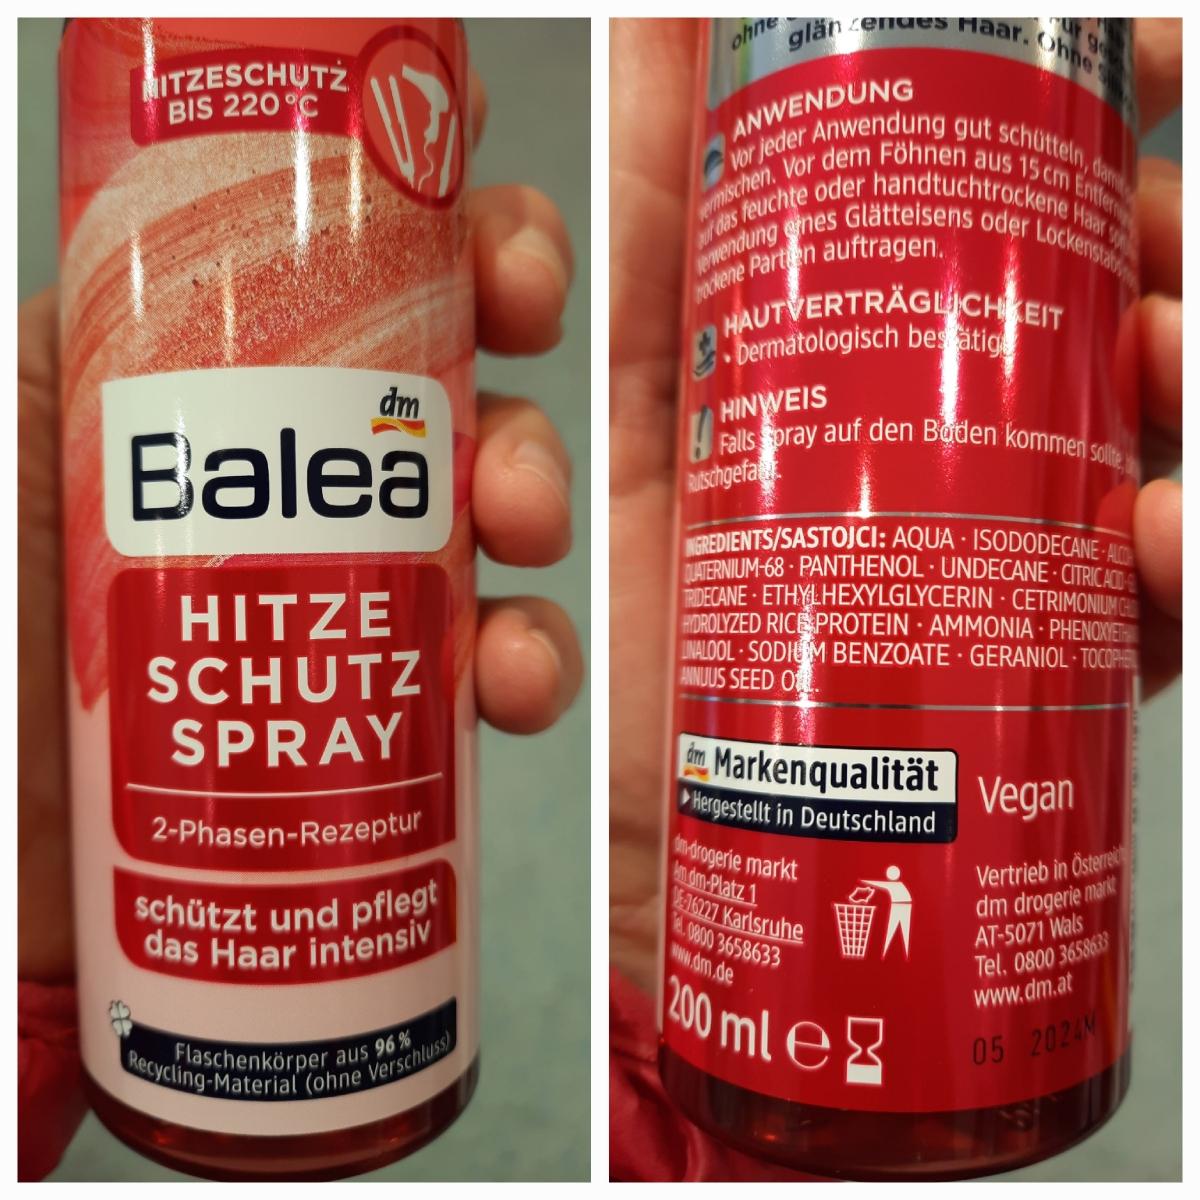 HITZESCHUTZ
BIS 220°C
dm
Balea
HITZE
SCHUTZ
SPRAY
2-Phasen-Rezeptur
schützt und pflegt
das Haar intensiv
Flaschenkörper aus 96%
Recycling-Material (ohne Verschluss)
ohne
glänzendes Haar. Ohne
ANWENDUNG
Vor jeder Anwendung gut schütteln,
vermischen. Vor dem Föhnen aus 15 cm
auf das feuchte oder handtuchtrockene Haar
Verwendung eines Glätteisens oder
trockene Partien auftragen.
HAUTVERTRÄGLICHKEIT
• Dermatologisch bestätigt
HINWEIS
Falls Spray auf den Boden kommen sollte,
Rutschgefahr.
INGREDIENTS/SASTOJCI: AQUA · ISODODECANE ·
QUATERNIUM-68 · PANTHENOL · UNDECANE · CITRIC ACID ·
TRIDECANE · ETHYLHEXYLGLYCERIN · CETRIMONIUM
HYDROLYZED RICE PROTEIN · AMMONIA ·
LINALOOL · SODIUM BENZOATE · GERANIOL ·
ANNUUS SEED OIL.
dm Markenqualität
Hergestellt in Deutschland
Vegan
dm-drogerie markt
Am dm-Platz 1
DE-76227 Karlsruhe
Tel. 0800 3658633
www.dm.de
Vertrieb in Österreich
dm drogerie markt
AT-5071 Wals
Tel. 0800 3658633
www.dm.at
200 ml e
05 2024M